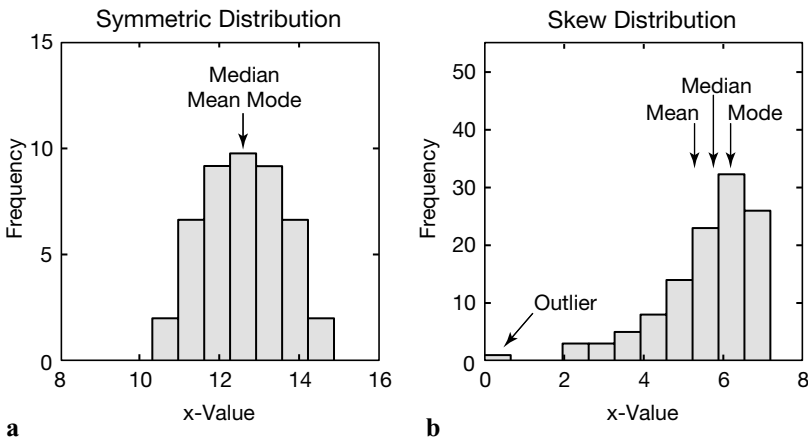 Symmetric Distribution
15
10
5
0
Frequency
Median
Mean Mode
8 10 12 14 16
x-Value
a
Skew Distribution
50
40
30
20
10
0
Frequency
Median
Mean Mode
Outlier
0 2 4 6 8
x-Value
b